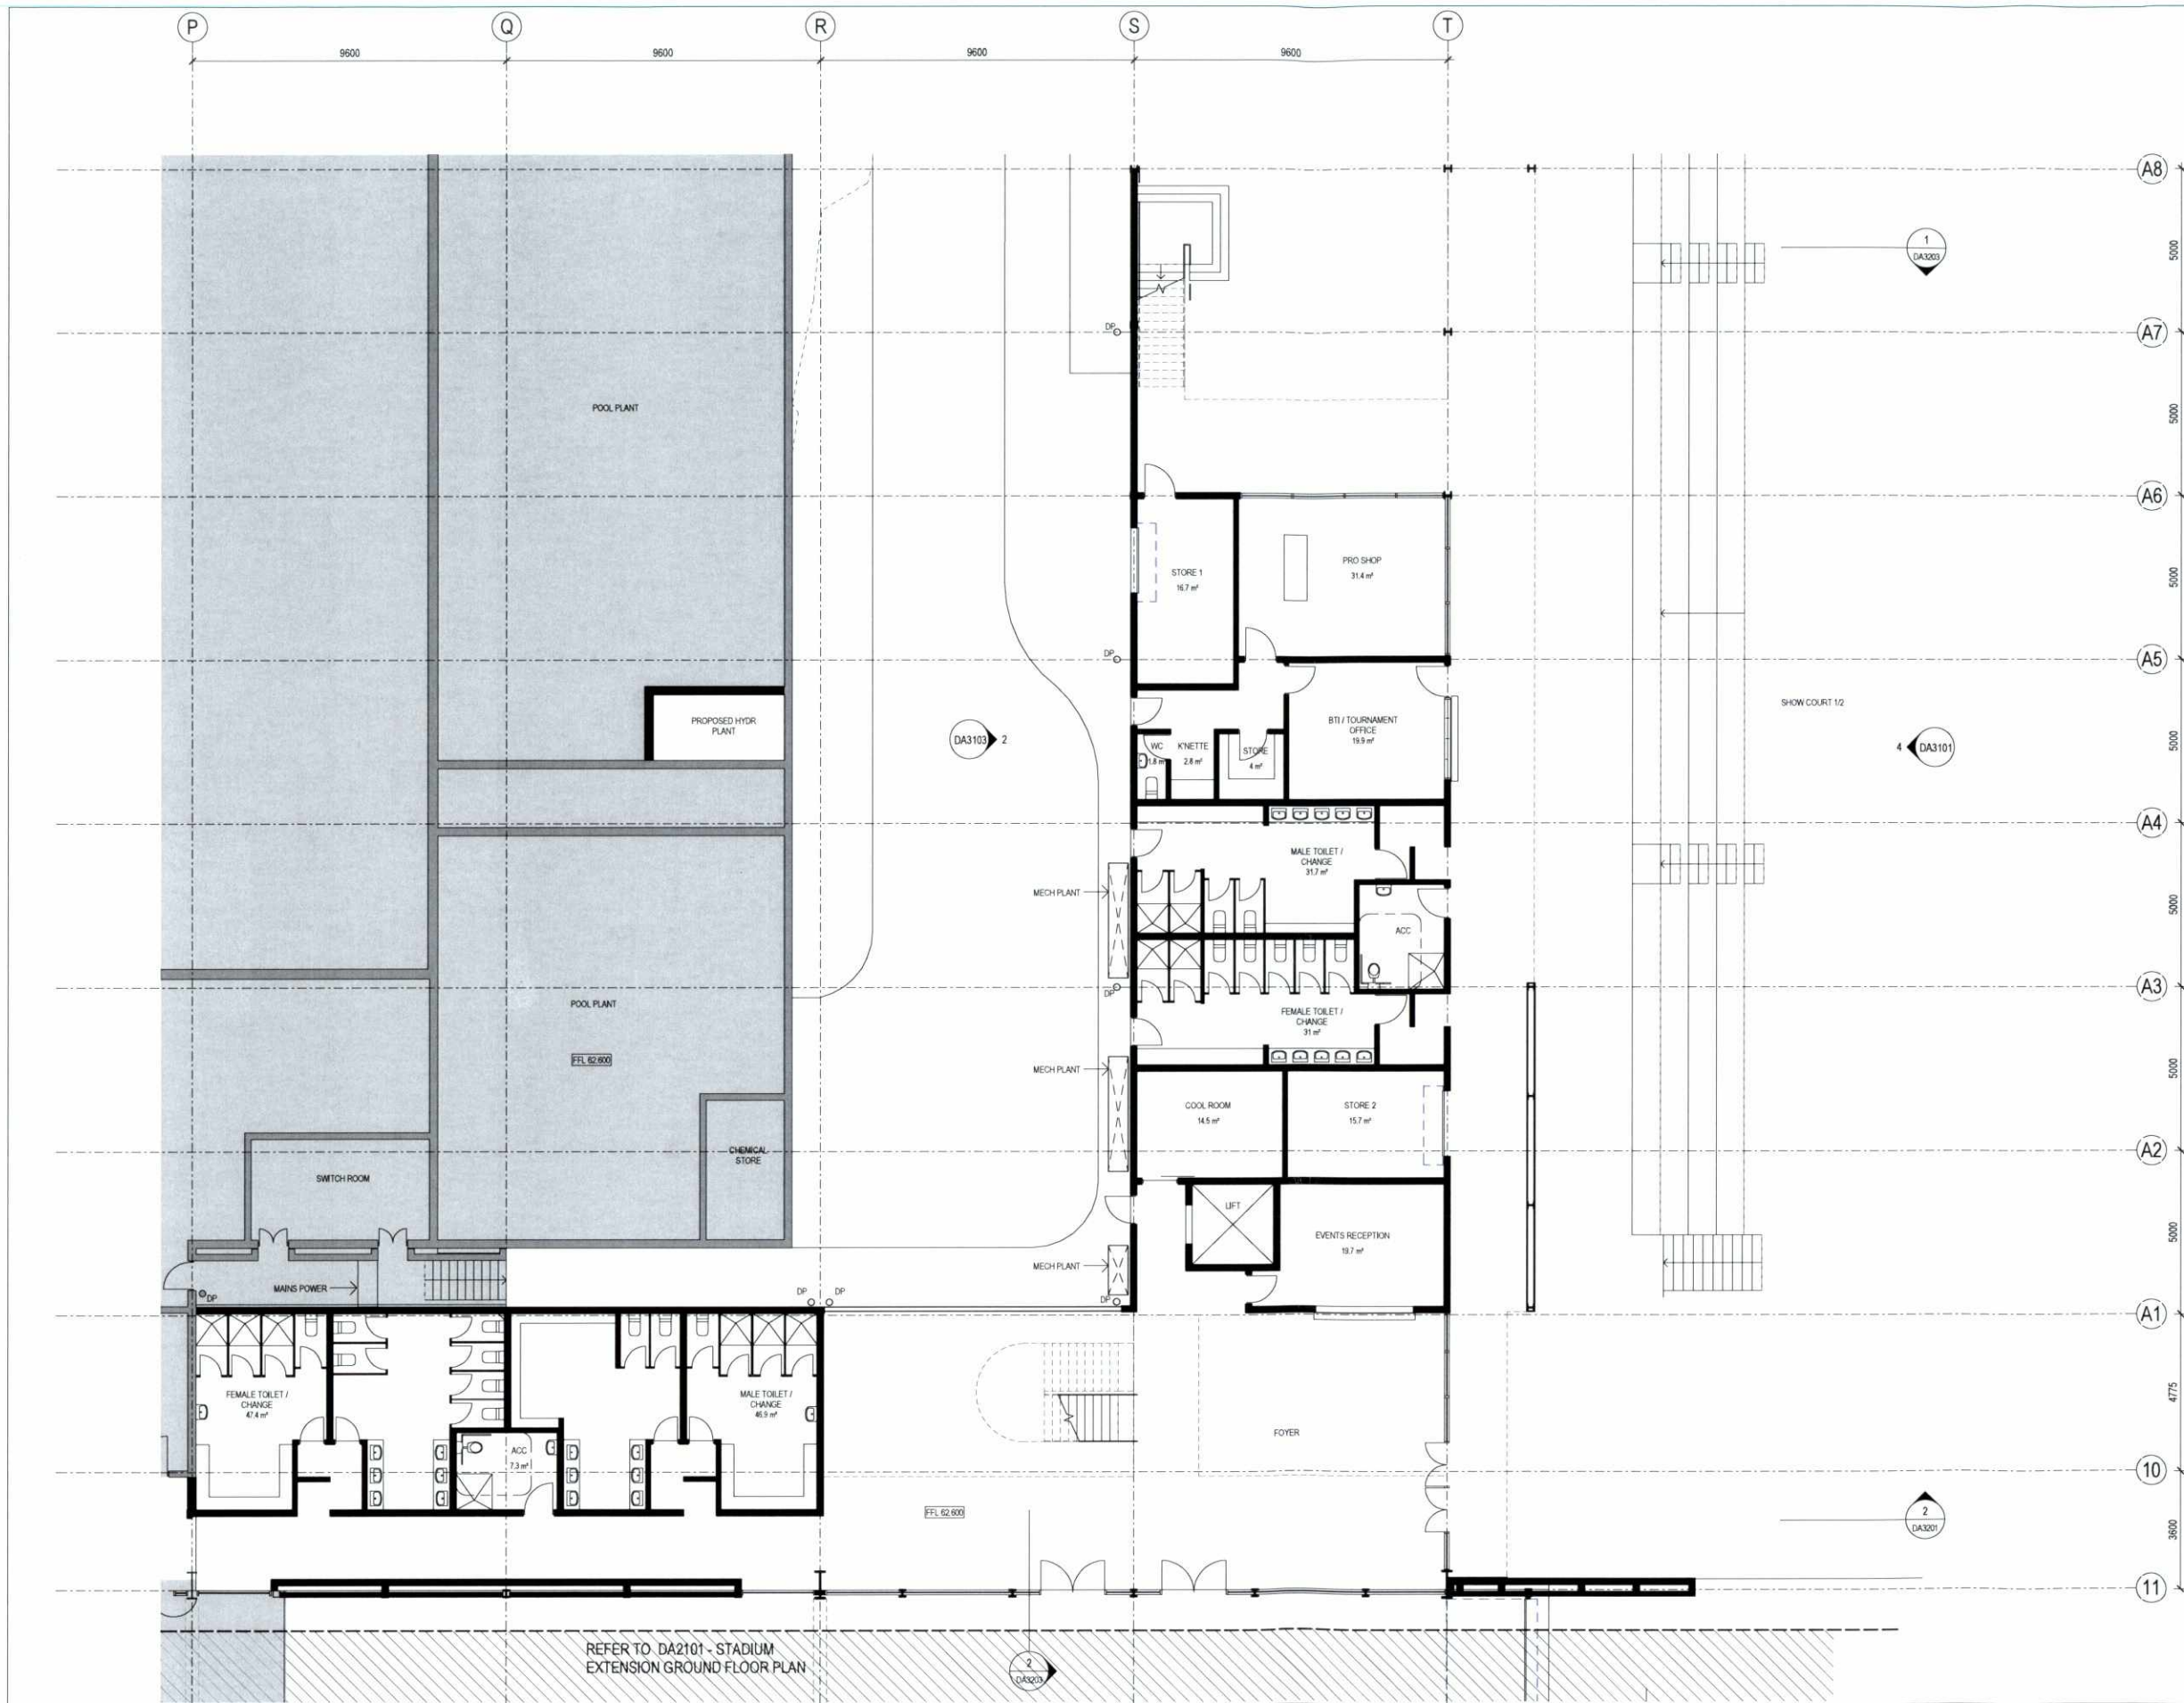 P
Q
R
S
T
9600
9600
9600
9600
A8
1
DA3203
5000
DP
A7
POOL PLANT
5000
A6
PRO SHOP
31.4 m²
STORE 1
16.7 m²
5000
DP
A5
SHOW COURT 1/2
PROPOSED HYDR
PLANT
BTI / TOURNAMENT
OFFICE
19.9 m²
DA3103
2
4
DA3101
5000
WC
1.8 m²
K'NETTE
2.8 m²
STORE
4 m²
A4
MALE TOILET /
CHANGE
31.7 m²
MECH PLANT
5000
ACC
A3
DP
POOL PLANT
FEMALE TOILET /
CHANGE
31 m²
FFL 62.600
MECH PLANT
5000
COOL ROOM
14.5 m²
STORE 2
15.7 m²
CHEMICAL
STORE
A2
SWITCH ROOM
LIFT
EVENTS RECEPTION
19.7 m²
5000
MECH PLANT
MAINS POWER
DP
DP
DP
DP
A1
FEMALE TOILET /
CHANGE
47.4 m²
MALE TOILET /
CHANGE
46.9 m²
4775
FOYER
ACC
7.3 m²
10
FFL 62.600
2
DA3201
3600
11
REFER TO DA2101 - STADIUM
EXTENSION GROUND FLOOR PLAN
2
DA3203